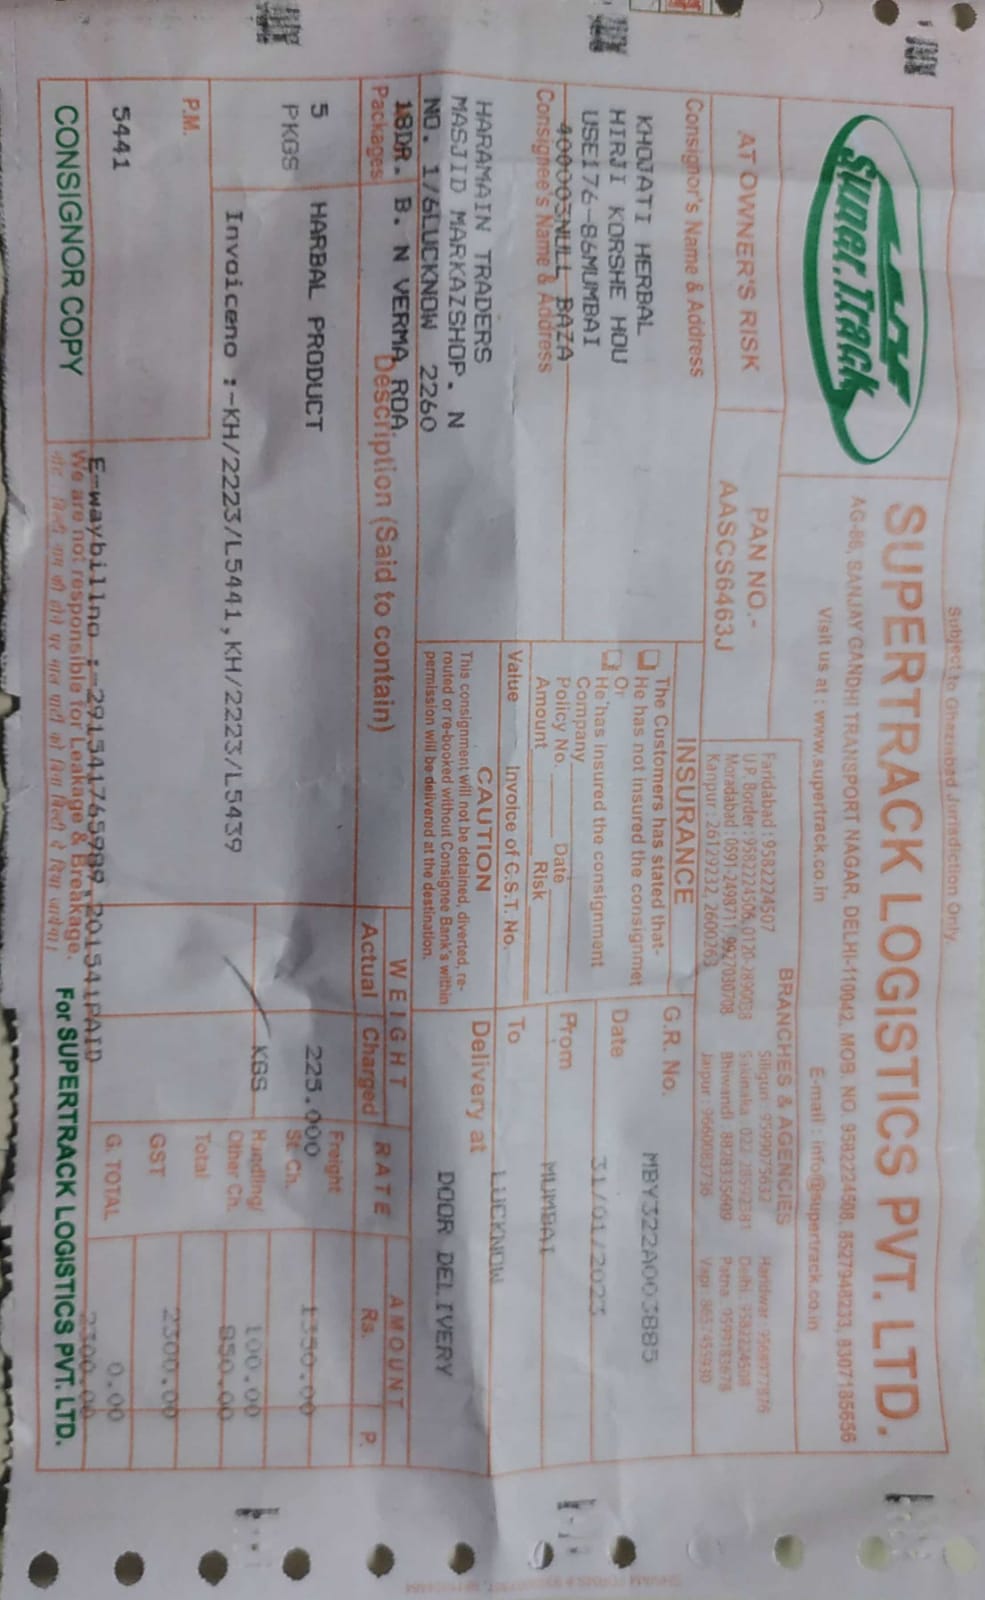 Subject to Ghaziabad Jurisdiction Only.
Super Track
SUPERTRACK LOGISTICS PVT. LTD.
AG-86, SANJAY GANDHI TRANSPORT NAGAR, DELHI-110042, MOB. NO. 9582224508, 8527948233, 8307185656
Visit us at : www.supertrack.co.in E-mail : info@supertrack.co.in
AT OWNER'S RISK
PAN NO.-
AASCS6463J
BRANCHES & AGENCIES
Faridabad : 9582224507 Siliguri : 9599075632 Haridwar :
U.P. Border : 9582224506, 0120-2899088 Delhi : 9582224508
Moradabad : 0591-2498711, 9927030708 Bhiwandi : 8828335609 Patna :
Kanpur : 26129232, 2600263 Jaipur : 9660083736 Vapi :
Consignor's Name & Address
KHOJATI HERBAL
HIRJI KORSHE HOU
USE176-86MUMBAI
400003NULL BAZA
Consignee's Name & Address
HARAMAIN TRADERS
MASJID MARKAZSHOP. N
NO. 1/6LUCKNOW 2260
18DR. B. N VERMA ROA
INSURANCE
The Customers has stated that-
He has not insured the consignmet
Or
He has insured the consignment
Company
Policy No. Date
Amount Risk
Value Invoice of C.S.T. No.
CAUTION
This consignment will not be detained, diverted, re-
routed or re-booked without Consignee Bank's within
permission will be delivered at the destination.
G.R. No. MBY322A003885
Date 31/01/2023
From MUMBAI
To LUCKNOW
Delivery at
DOOR DELIVERY
Packages Description (Said to contain) WEIGHT RATE AMOUNT
Actual Charged Rs. P.
5 HARBAL PRODUCT 225.000 Freight 1350.00
PKGS St. Ch.
KGS Handling/ 100.00
Other Ch. 850.00
Invoiceno :-KH/2223/L5441,KH/2223/L5439
Total
P.M. GST 2300.00
5441 G. TOTAL 0.00
2300.00
E-waybillno :-291541765989,201541PAID
We are not responsible for Leakage & Breakage.
CONSIGNOR COPY
For SUPERTRACK LOGISTICS PVT. LTD.